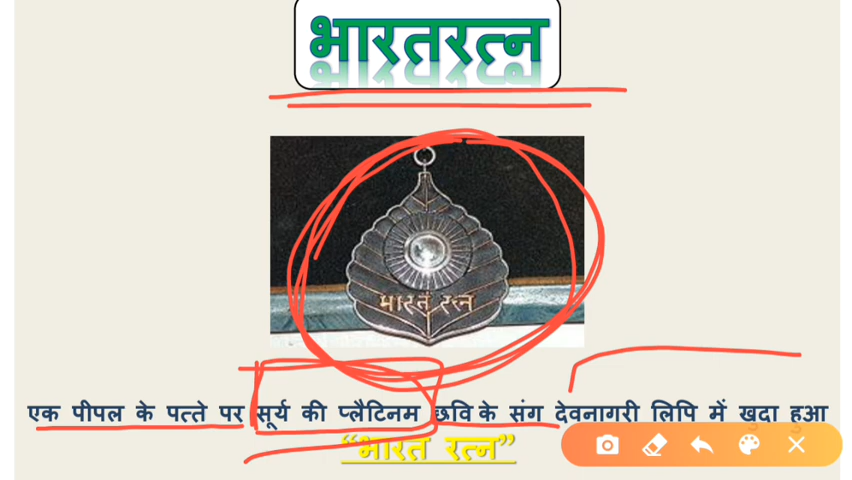 भारतरत्न
भारत रत्न
एक पीपल के पत्ते पर सूर्य की प्लैटिनम छवि के संग देवनागरी लिपि में खुदा हुआ
“भारत रत्न”